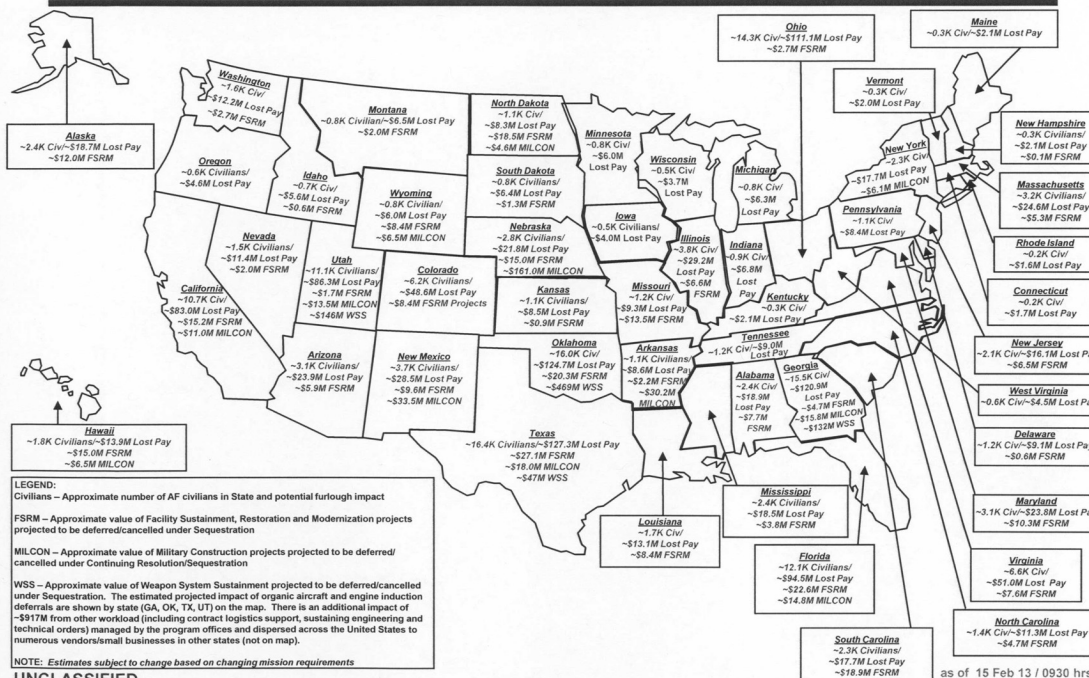 Alaska
~2.4K Civ/~$18.7M Lost Pay
~$12.0M FSRM
Washington
~1.6K Civ/
~$12.2M Lost Pay
~$2.7M FSRM
Oregon
~0.6K Civilians/
~$4.6M Lost Pay
Idaho
~0.7K Civ/
~$5.6M Lost Pay
~$0.6M FSRM
Montana
~0.8K Civilian/~$6.5M Lost Pay
~$2.0M FSRM
Wyoming
~0.8K Civilian/
~$6.0M Lost Pay
~$8.4M FSRM
~$6.5M MILCON
North Dakota
~1.1K Civ/
~$8.3M Lost Pay
~$18.5M FSRM
~$4.6M MILCON
South Dakota
~0.8K Civilians/
~$6.4M Lost Pay
~$1.3M FSRM
Nebraska
~2.8K Civilians/
~$21.8M Lost Pay
~$15.0M FSRM
~$161.0M MILCON
Minnesota
~0.8K Civ/
~$6.0M
Lost Pay
Wisconsin
~0.5K Civ/
~$3.7M
Lost Pay
Michigan
~0.8K Civ/
~$6.3M
Lost Pay
Ohio
~14.3K Civ/~$111.1M Lost Pay
~$2.7M FSRM
Maine
~0.3K Civ/~$2.1M Lost Pay
Vermont
~0.3K Civ/
~$2.0M Lost Pay
New Hampshire
~0.3K Civilians/
~$2.1M Lost Pay
~$0.1M FSRM
New York
~2.3K Civ/
~$17.7M Lost Pay
~$6.1M MILCON
Massachusetts
~3.2K Civilians/
~$24.6M Lost Pay
~$5.3M FSRM
Pennsylvania
~1.1K Civ/
~$8.4M Lost Pay
Rhode Island
~0.2K Civ/
~$1.6M Lost Pay
Connecticut
~0.2K Civ/
~$1.7M Lost Pay
New Jersey
~2.1K Civ/~$16.1M Lost Pay
~$6.5M FSRM
West Virginia
~0.6K Civ/~$4.5M Lost Pay
Delaware
~1.2K Civ/~$9.1M Lost Pay
~$0.6M FSRM
Maryland
~3.1K Civ/~$23.8M Lost Pay
~$10.3M FSRM
Virginia
~6.6K Civ/
~$51.0M Lost Pay
~$7.6M FSRM
North Carolina
~1.4K Civ/~$11.3M Lost Pay
~$4.7M FSRM
South Carolina
~2.3K Civilians/
~$17.7M Lost Pay
~$18.9M FSRM
Nevada
~1.5K Civilians/
~$11.4M Lost Pay
~$2.0M FSRM
California
~10.7K Civ/
~$83.0M Lost Pay
~$15.2M FSRM
~$11.0M MILCON
Utah
~11.1K Civilians/
~$86.3M Lost Pay
~$1.7M FSRM
~$13.5M MILCON
~$146M WSS
Colorado
~6.2K Civilians/
~$48.6M Lost Pay
~$8.4M FSRM Projects
Kansas
~1.1K Civilians/
~$8.5M Lost Pay
~$0.9M FSRM
Iowa
~0.5K Civilians/
~$4.0M Lost Pay
Illinois
~3.8K Civ/
~$29.2M
Lost Pay
~$6.6M
FSRM
Indiana
~0.9K Civ/
~$6.8M
Lost
Pay
Missouri
~1.2K Civ/
~$9.3M Lost Pay
~$13.5M FSRM
Kentucky
~0.3K Civ/
~$2.1M Lost Pay
Tennessee
~1.2K Civ/~$9.0M
Lost Pay
Arizona
~3.1K Civilians/
~$23.9M Lost Pay
~$5.9M FSRM
New Mexico
~3.7K Civilians/
~$28.5M Lost Pay
~$9.6M FSRM
~$33.5M MILCON
Oklahoma
~16.0K Civ/
~$124.7M Lost Pay
~$20.3M FSRM
~$469M WSS
Arkansas
~1.1K Civilians/
~$8.6M Lost Pay
~$2.2M FSRM
~$30.2M
MILCON
Alabama
~2.4K Civ/
~$18.9M
Lost Pay
~$7.7M
FSRM
Georgia
~15.5K Civ/
~$120.9M
Lost Pay
~$4.7M FSRM
~$15.8M MILCON
~$132M WSS
Texas
~16.4K Civilians/~$127.3M Lost Pay
~$27.1M FSRM
~$18.0M MILCON
~$47M WSS
Louisiana
~1.7K Civ/
~$13.1M Lost Pay
~$8.4M FSRM
Mississippi
~2.4K Civilians/
~$18.5M Lost Pay
~$3.8M FSRM
Florida
~12.1K Civilians/
~$94.5M Lost Pay
~$22.6M FSRM
~$14.8M MILCON
Hawaii
~1.8K Civilians/~$13.9M Lost Pay
~$15.0M FSRM
~$6.5M MILCON
LEGEND:
Civilians – Approximate number of AF civilians in State and potential furlough impact
FSRM – Approximate value of Facility Sustainment, Restoration and Modernization projects
projected to be deferred/cancelled under Sequestration
MILCON – Approximate value of Military Construction projects projected to be deferred/
cancelled under Continuing Resolution/Sequestration
WSS – Approximate value of Weapon System Sustainment projected to be deferred/cancelled
under Sequestration. The estimated projected impact of organic aircraft and engine induction
deferrals are shown by state (GA, OK, TX, UT) on the map. There is an additional impact of
~$917M from other workload (including contract logistics support, sustaining engineering and
technical orders) managed by the program offices and dispersed across the United States to
numerous vendors/small businesses in other states (not on map).
NOTE: Estimates subject to change based on changing mission requirements
UNCLASSIFIED
as of 15 Feb 13 / 0930 hrs